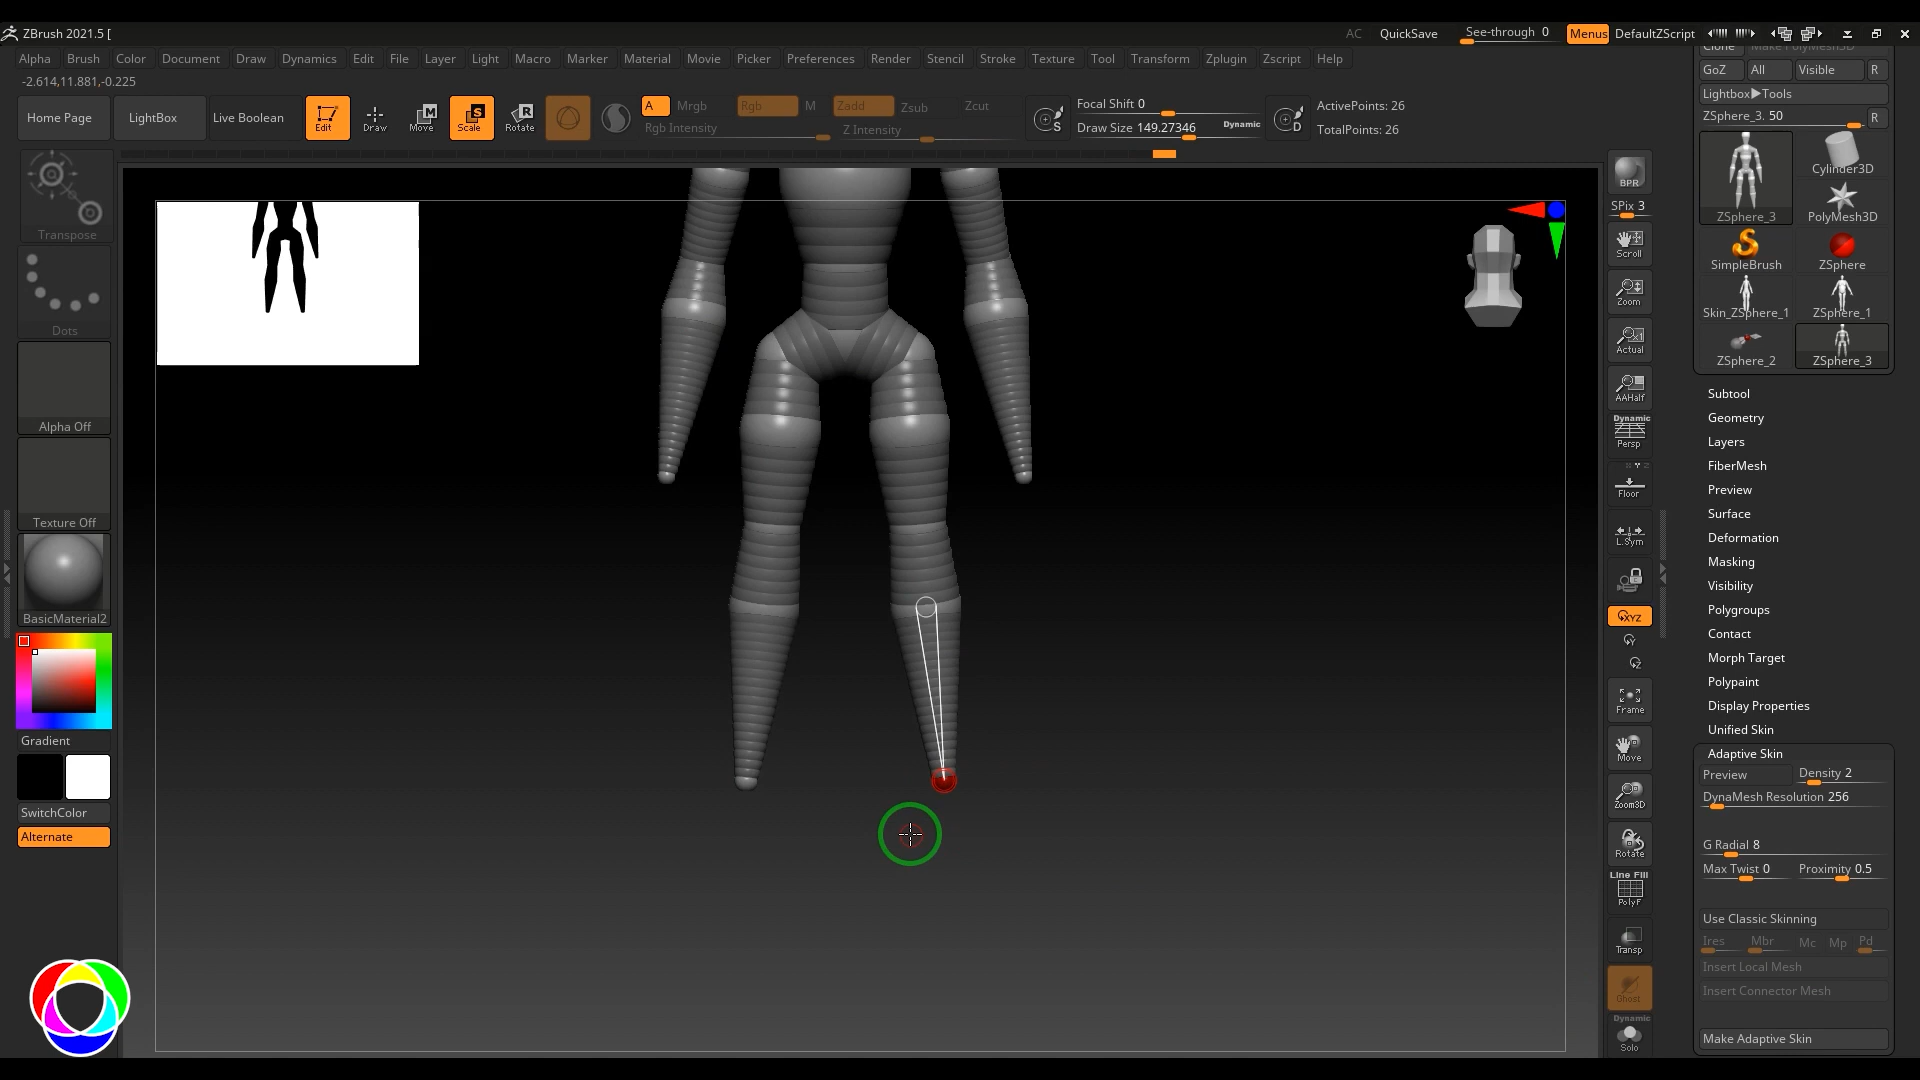 ZBrush 2021.5 [
AC QuickSave See-through 0 Menus DefaultZScript
Alpha Brush Color Document Draw Dynamics Edit File Layer Light Macro Marker Material Movie Picker Preferences Render Stencil Stroke Texture Tool Transform Zplugin Zscript Help
-2.614,11.881,-0.225
Home Page LightBox Live Boolean Edit Draw Move Scale Rotate
A Mrgb Rgb M Zadd Zsub Zcut
Rgb Intensity Z Intensity
S Focal Shift 0
Draw Size 149.27346 Dynamic
D ActivePoints: 26
TotalPoints: 26
Transpose
Dots
Alpha Off
Texture Off
BasicMaterial2
Gradient
SwitchColor
Alternate
BPR
SPix 3
Scroll
Zoom
Actual
AAHalf
Dynamic
Persp
Floor
L.Sym
XYZ
Y
Z
Frame
Move
Zoom3D
Rotate
Line Fill
PolyF
Transp
Ghost
Dynamic
Solo
Clone Make PolyMesh3D
GoZ All Visible R
Lightbox▶Tools
ZSphere_3. 50 R
ZSphere_3 Cylinder3D
PolyMesh3D
SimpleBrush ZSphere
Skin_ZSphere_1 ZSphere_1
ZSphere_2 ZSphere_3
Subtool
Geometry
Layers
FiberMesh
Preview
Surface
Deformation
Masking
Visibility
Polygroups
Contact
Morph Target
Polypaint
Display Properties
Unified Skin
Adaptive Skin
Preview Density 2
DynaMesh Resolution 256
G Radial 8
Max Twist 0 Proximity 0.5
Use Classic Skinning
Ires Mbr Mc Mp Pd
Insert Local Mesh
Insert Connector Mesh
Make Adaptive Skin